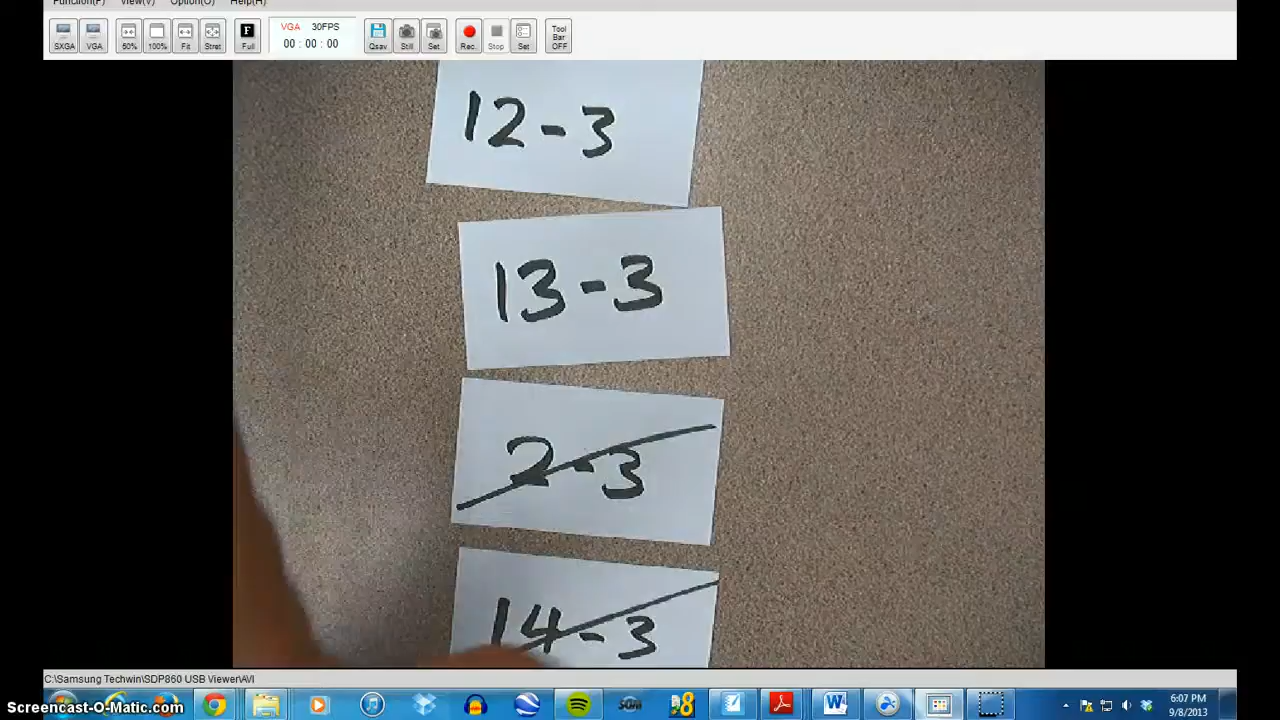 Function(F) View(V) Option(O) Help(H)
SXGA VGA 50% 100% Fit Stret Full
VGA 30FPS
00 : 00 : 00
Qsav Still Set Rec. Stop Set
Tool
Bar
OFF
12-3
13-3
2-3
14-3
C:\Samsung Techwin\SDP860 USB Viewer\AVI
6:07 PM
9/8/2013
Screencast-O-Matic.com